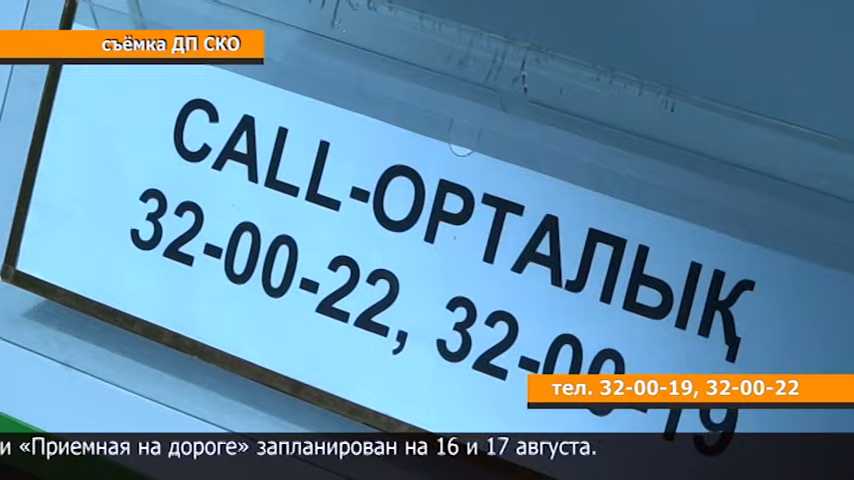 съёмка ДП СКО
CALL-ОРТАЛЫҚ
32-00-22, 32-00-19
тел. 32-00-19, 32-00-22
и «Приемная на дороге» запланирован на 16 и 17 августа.